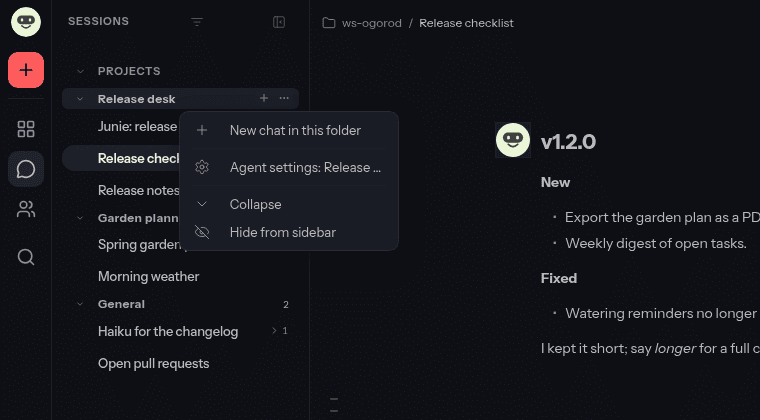 SESSIONS
PROJECTS
Release desk
Junie: release
Release checkl
Release notes
Garden plann
Spring garden
Morning weather
General 2
Haiku for the changelog 1
Open pull requests
New chat in this folder
Agent settings: Release ...
Collapse
Hide from sidebar
ws-ogorod / Release checklist
v1.2.0
New
• Export the garden plan as a PD
• Weekly digest of open tasks.
Fixed
• Watering reminders no longer
I kept it short; say longer for a full c